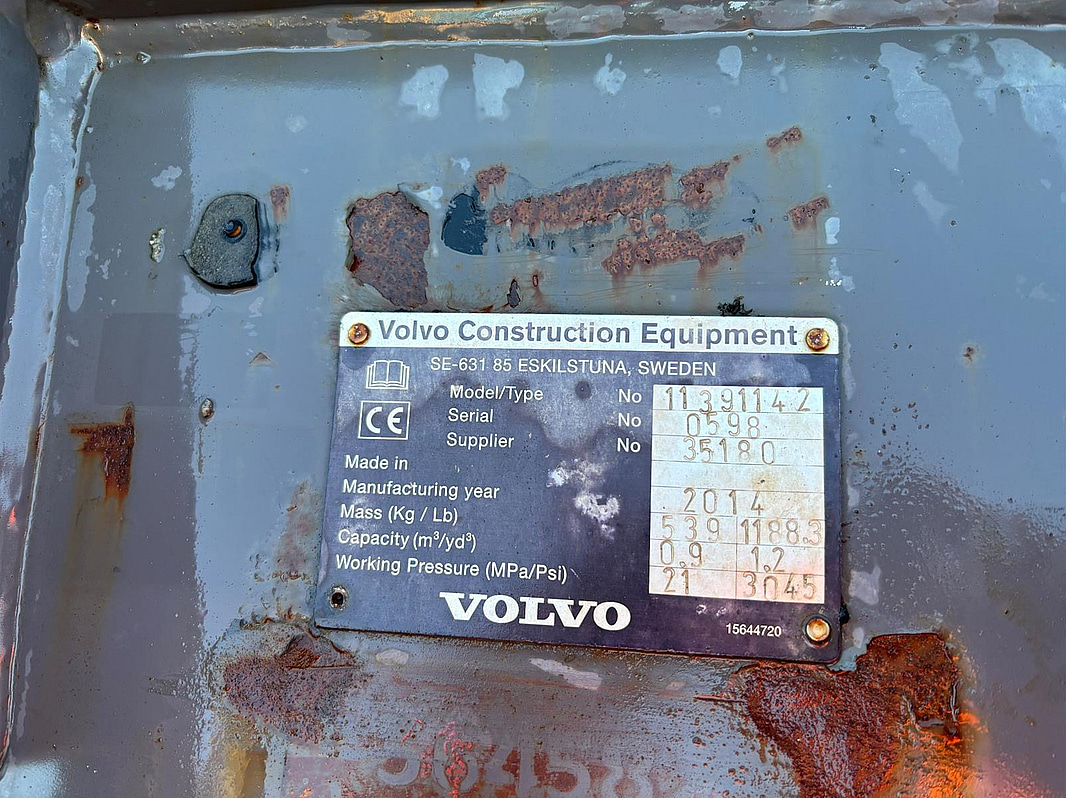 Volvo Construction Equipment
SE-631 85 ESKILSTUNA, SWEDEN
Model/Type No 11391142
CE
Serial No 0598
Supplier No 35180
Made in
Manufacturing year 2014
Mass (Kg / Lb) 539 1188.3
Capacity (m³/yd³) 0.9 1.2
Working Pressure (MPa/Psi) 21 3045
VOLVO
15644720